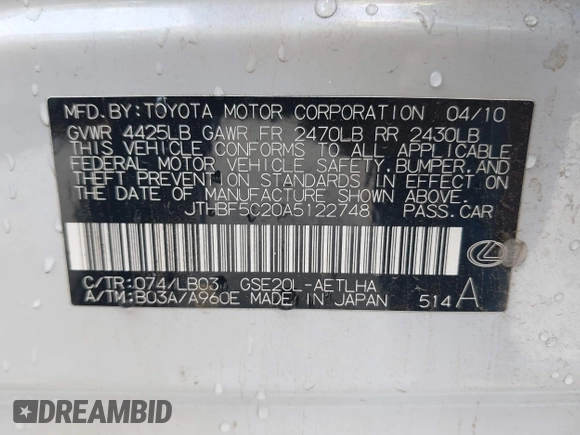 MFD. BY: TOYOTA MOTOR CORPORATION 04/10
GVWR 4425LB GAWR FR 2470LB RR 2430LB
THIS VEHICLE CONFORMS TO ALL APPLICABLE
FEDERAL MOTOR VEHICLE SAFETY, BUMPER, AND
THEFT PREVENTION STANDARDS IN EFFECT ON
THE DATE OF MANUFACTURE SHOWN ABOVE.
JTHBF5C20A5122748 PASS. CAR
C/TR: 074/LB03 GSE20L-AETLHA
A/TM: B03A/A960E MADE IN JAPAN 514 A
DREAMBID